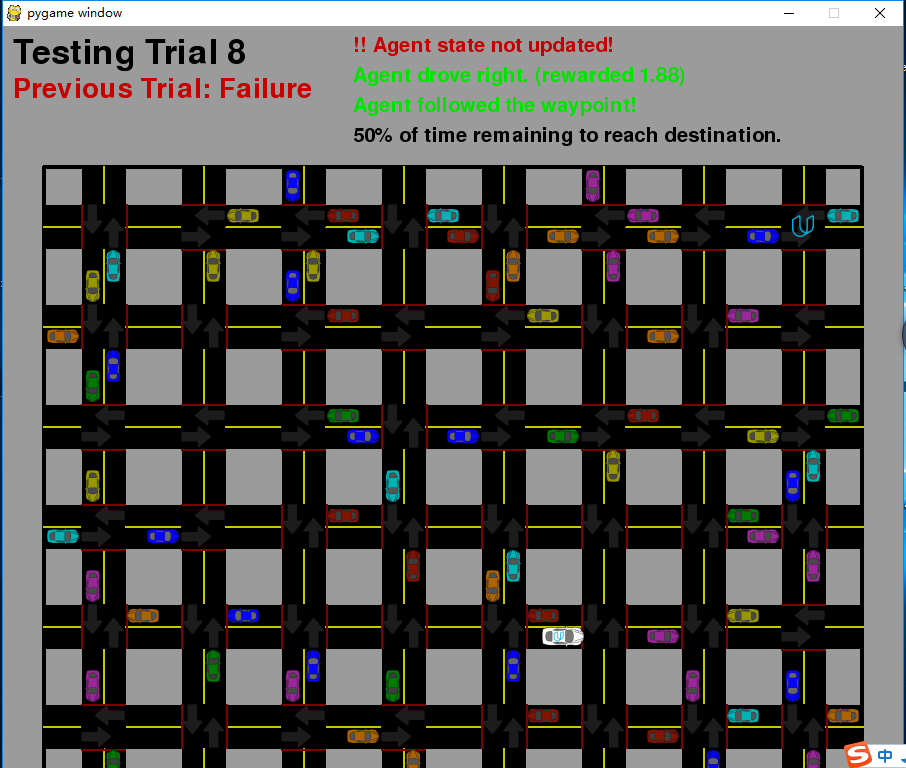 pygame window
Testing Trial 8
Previous Trial: Failure
!! Agent state not updated!
Agent drove right. (rewarded 1.88)
Agent followed the waypoint!
50% of time remaining to reach destination.
S 中